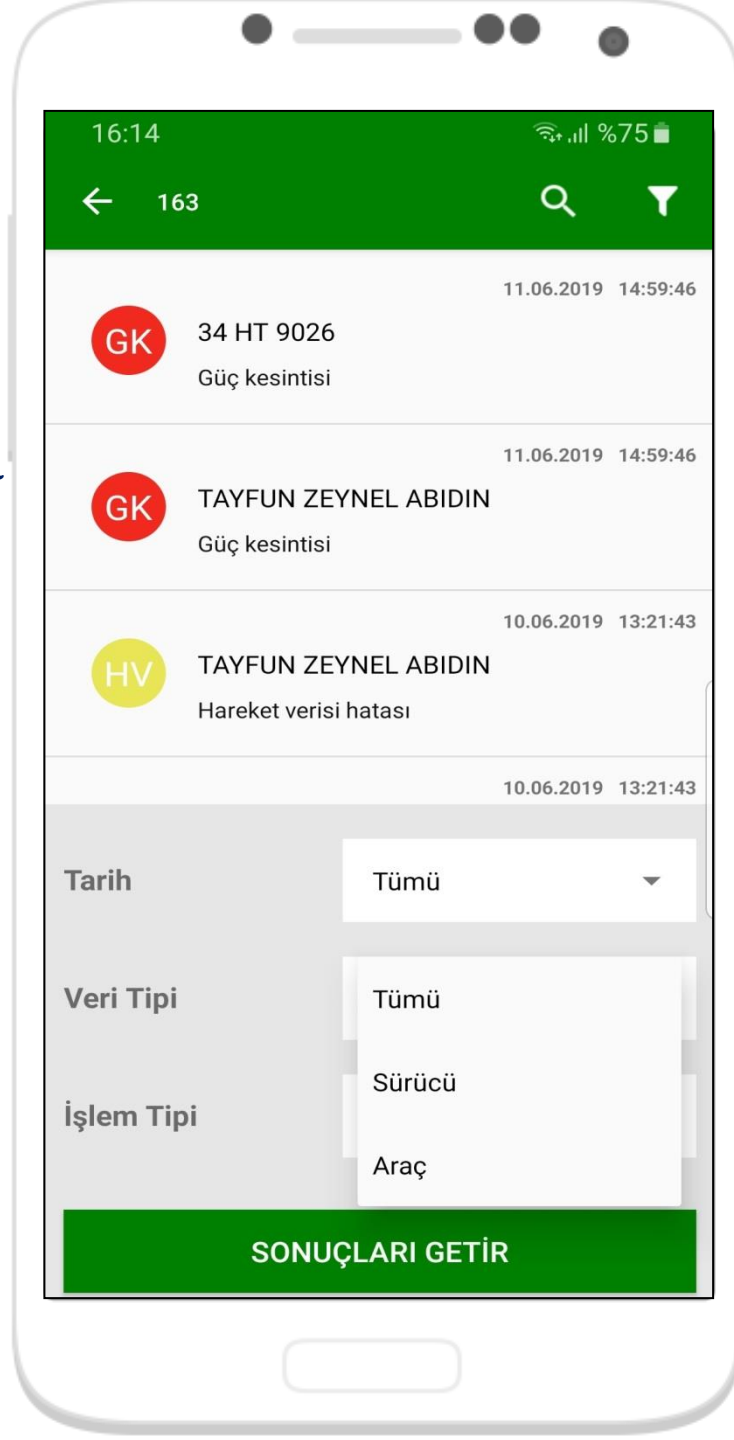 16:14 %75
163
11.06.2019 14:59:46
GK 34 HT 9026
Güç kesintisi
11.06.2019 14:59:46
GK TAYFUN ZEYNEL ABIDIN
Güç kesintisi
10.06.2019 13:21:43
HV TAYFUN ZEYNEL ABIDIN
Hareket verisi hatası
10.06.2019 13:21:43
Tarih Tümü
Veri Tipi Tümü
Sürücü
İşlem Tipi
Araç
SONUÇLARI GETİR